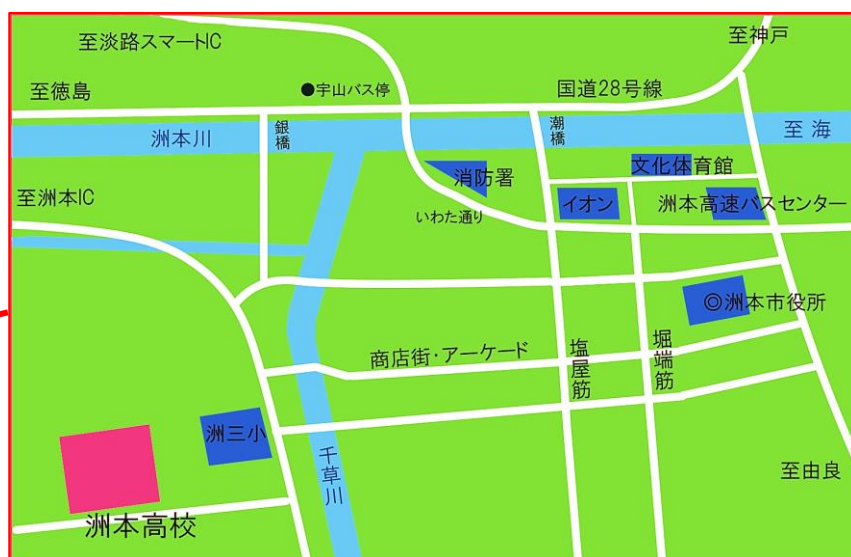 至淡路スマートIC
至神戸
至徳島
●宇山バス停
国道28号線
洲本川
銀橋
潮橋
至 海
消防署
文化体育館
至洲本IC
いわた通り
イオン
洲本高速バスセンター
◎洲本市役所
商店街・アーケード
塩屋筋
堀端筋
洲三小
千草川
至由良
洲本高校